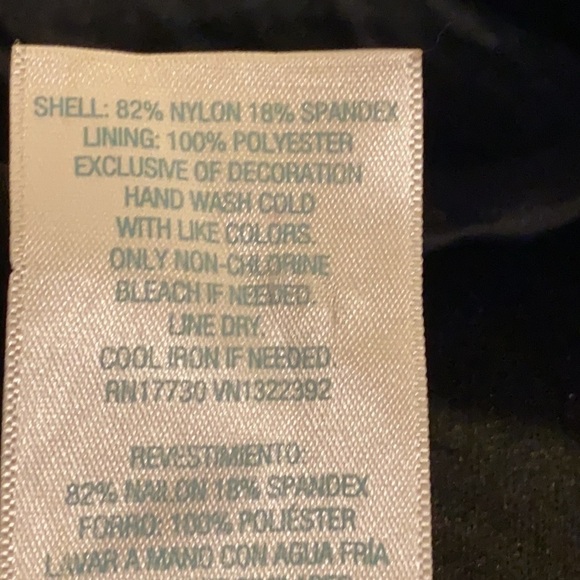 SHELL: 82% NYLON 18% SPANDEX
LINING: 100% POLYESTER
EXCLUSIVE OF DECORATION
HAND WASH COLD
WITH LIKE COLORS.
ONLY NON-CHLORINE
BLEACH IF NEEDED.
LINE DRY.
COOL IRON IF NEEDED
RN17730 VN1322392
REVESTIMIENTO:
82% NAILON 18% SPANDEX
FORRO: 100% POLIÉSTER
LAVAR A MANO CON AGUA FRÍA